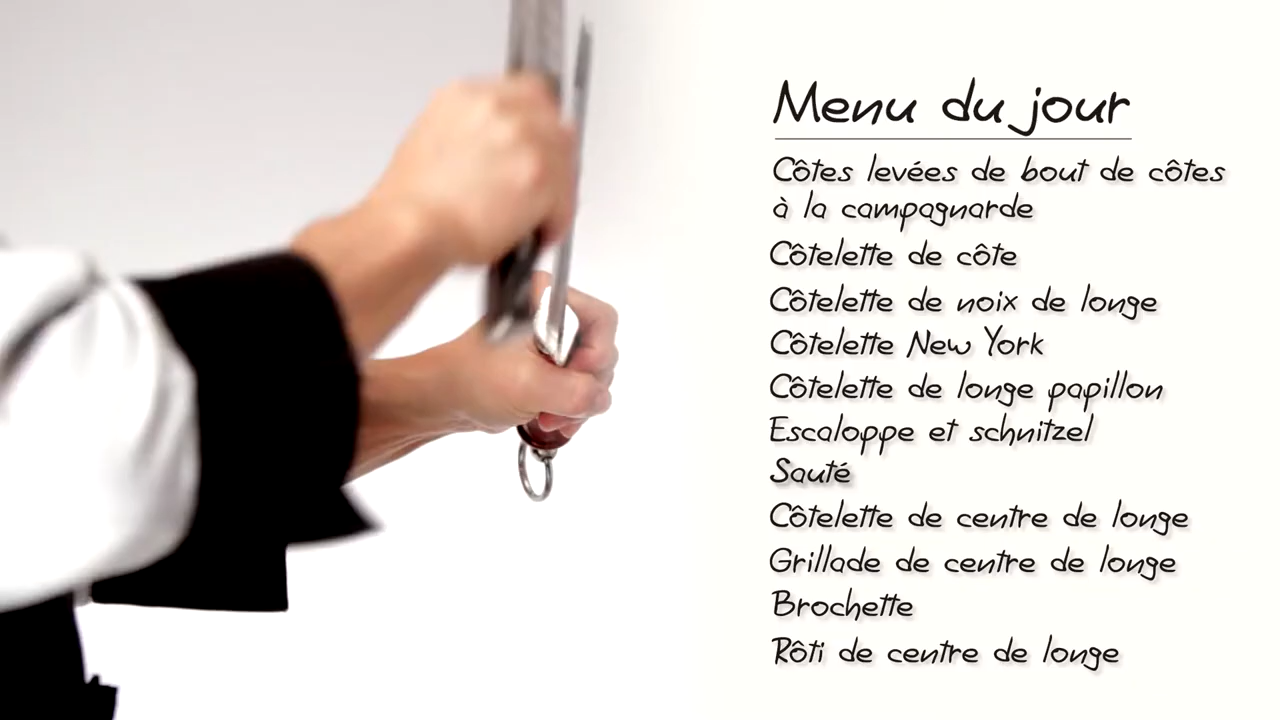 Menu du jour
Côtes levées de bout de côtes
à la campagnarde
Côtelette de côte
Côtelette de noix de longe
Côtelette New York
Côtelette de longe papillon
Escaloppe et schnitzel
Sauté
Côtelette de centre de longe
Grillade de centre de longe
Brochette
Rôti de centre de longe